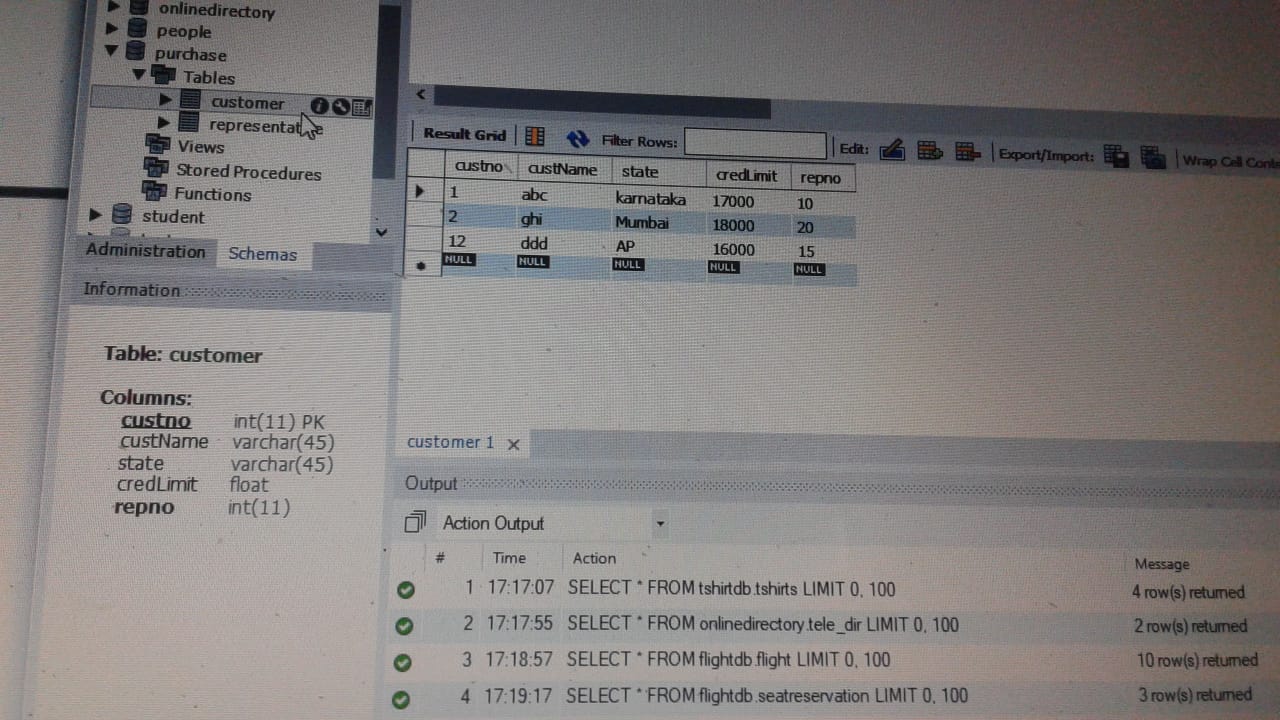 onlinedirectory
people
purchase
Tables
customer
Views
Stored Procedures
Functions
student
Administration Schemas
Information
Table: customer
Columns:
custno int(11) PK
custName varchar(45)
state varchar(45)
credLimit float
repno int(11)
Result Grid Filter Rows: Edit: Export/Import: Wrap Cell
custno custName state credLimit repno
1 abc karnataka 17000 10
2 ghi Mumbai 18000 20
12 ddd AP 16000 15
NULL NULL NULL NULL NULL
customer 1
Output
Action Output
# Time Action Message
1 17:17:07 SELECT * FROM tshirtdb.tshirts LIMIT 0, 100 4 row(s) returned
2 17:17:55 SELECT * FROM onlinedirectory.tele_dir LIMIT 0, 100 2 row(s) returned
3 17:18:57 SELECT * FROM flightdb.flight LIMIT 0, 100 10 row(s) returned
4 17:19:17 SELECT * FROM flightdb.seatreservation LIMIT 0, 100 3 row(s) returned